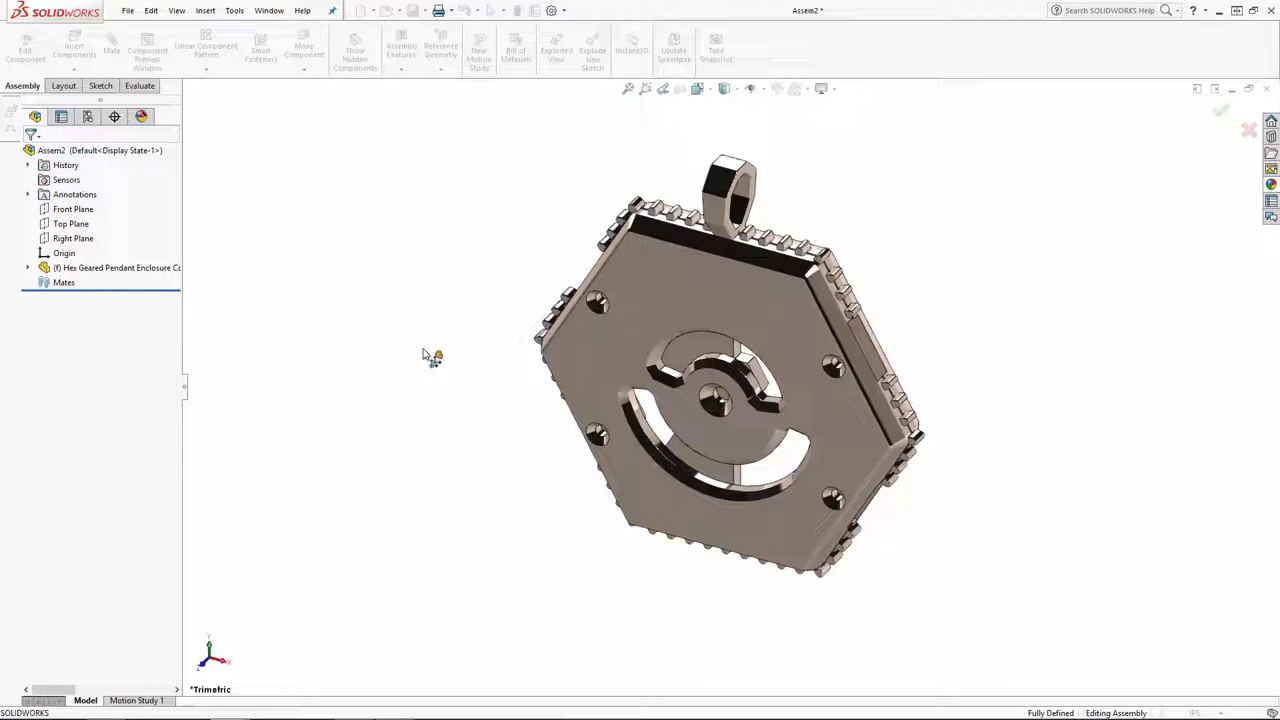 SOLIDWORKS File Edit View Insert Tools Window Help Assem2 * Search SOLIDWORKS Help
Edit Component Insert Components Mate Component Preview Window Linear Component Pattern Smart Fasteners Move Component Show Hidden Components Assembly Features Reference Geometry New Motion Study Bill of Materials Exploded View Explode Line Sketch Instant3D Update Speedpak Take Snapshot
Assembly Layout Sketch Evaluate
Assem2 (Default<Display State-1>)
History
Sensors
Annotations
Front Plane
Top Plane
Right Plane
Origin
(f) Hex Geared Pendant Enclosure Co
Mates
Y
X
Z
*Trimetric
Model Motion Study 1
SOLIDWORKS Fully Defined Editing Assembly IPS